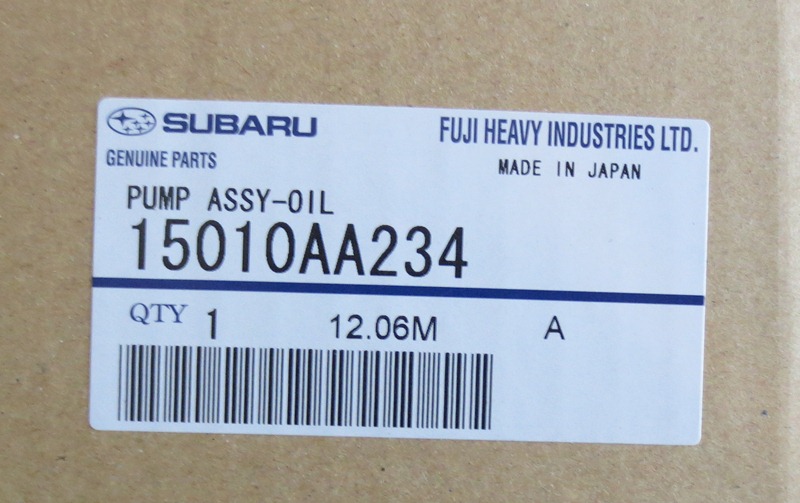 SUBARU FUJI HEAVY INDUSTRIES LTD.
GENUINE PARTS MADE IN JAPAN
PUMP ASSY-OIL
15010AA234
QTY 1 12.06M A